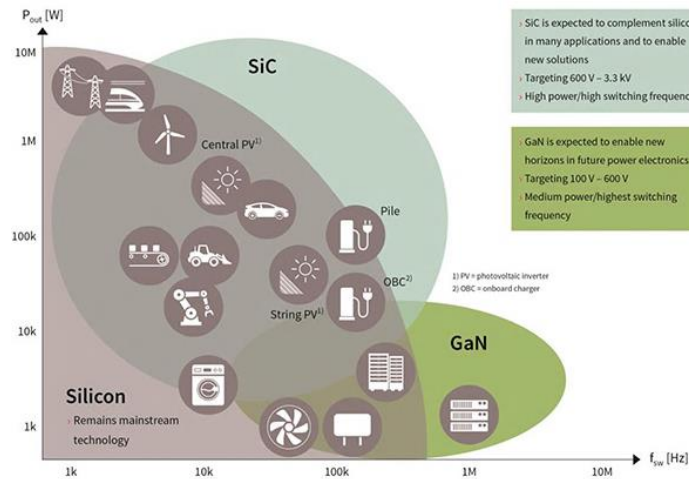 P_out [W]
10M
1M
100k
10k
1k
SiC
Central PV¹⁾
Pile
OBC²⁾
String PV¹⁾
GaN
Silicon
› Remains mainstream
technology
1k
10k
100k
1M
10M
f_sw [Hz]
› SiC is expected to complement
in many applications and to enable
new solutions
› Targeting 600 V – 3.3 kV
› High power/high switching
› GaN is expected to enable new
horizons in future power electronics
› Targeting 100 V – 600 V
› Medium power/highest switching
frequency
1) PV = photovoltaic inverter
2) OBC = onboard charger